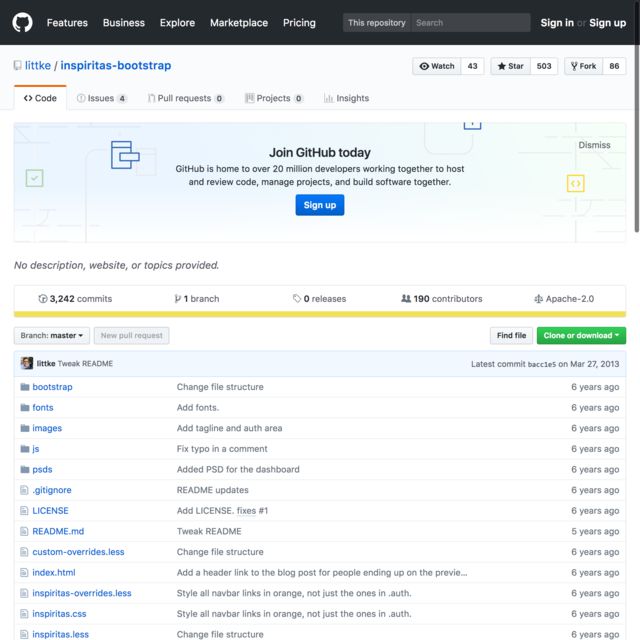 Features Business Explore Marketplace Pricing This repository Search Sign in or Sign up
littke / inspiritas-bootstrap Watch 43 Star 503 Fork 86
Code Issues 4 Pull requests 0 Projects 0 Insights
Join GitHub today
Dismiss
GitHub is home to over 20 million developers working together to host
and review code, manage projects, and build software together.
Sign up
No description, website, or topics provided.
3,242 commits 1 branch 0 releases 190 contributors Apache-2.0
Branch: master New pull request Find file Clone or download
littke Tweak README Latest commit bacc1e5 on Mar 27, 2013
bootstrap Change file structure 6 years ago
fonts Add fonts. 6 years ago
images Add tagline and auth area 6 years ago
js Fix typo in a comment 6 years ago
psds Added PSD for the dashboard 6 years ago
.gitignore README updates 6 years ago
LICENSE Add LICENSE. fixes #1 6 years ago
README.md Tweak README 5 years ago
custom-overrides.less Change file structure 6 years ago
index.html Add a header link to the blog post for people ending up on the previe… 6 years ago
inspiritas-overrides.less Style all navbar links in orange, not just the ones in .auth. 6 years ago
inspiritas.css Style all navbar links in orange, not just the ones in .auth. 6 years ago
inspiritas.less Change file structure 6 years ago